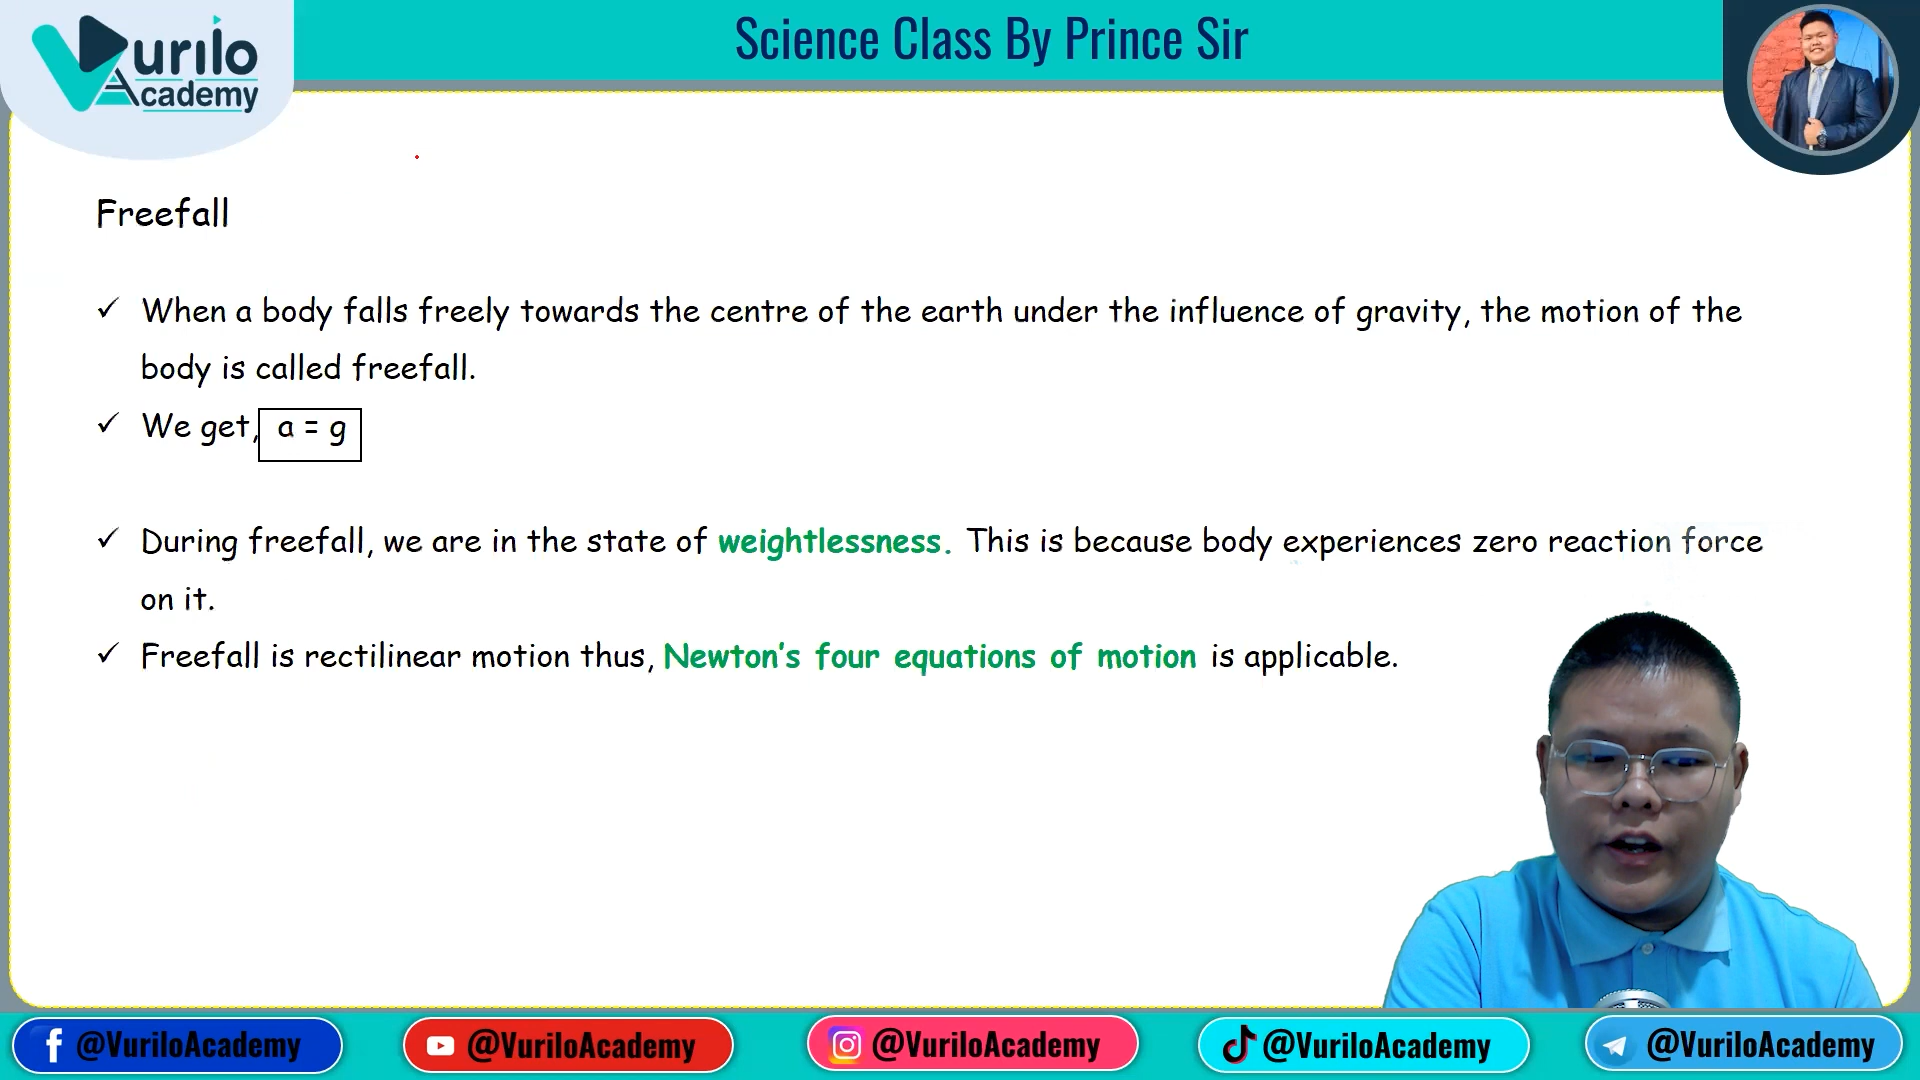 Vurilo
Academy
Science Class By Prince Sir
Freefall
✓ When a body falls freely towards the centre of the earth under the influence of gravity, the motion of the
body is called freefall.
✓ We get, a = g
✓ During freefall, we are in the state of weightlessness. This is because body experiences zero reaction force
on it.
✓ Freefall is rectilinear motion thus, Newton's four equations of motion is applicable.
@VuriloAcademy
@VuriloAcademy
@VuriloAcademy
@VuriloAcademy
@VuriloAcademy